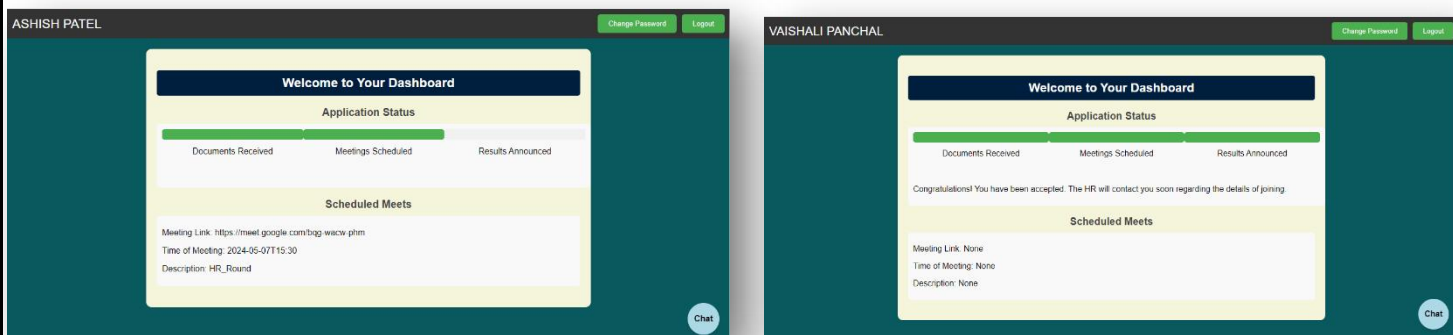 ASHISH PATEL
Change Password
Logout
Welcome to Your Dashboard
Application Status
Documents Received
Meetings Scheduled
Results Announced
Scheduled Meets
Meeting Link: https://meet.google.com/bqg-wacw-phm
Time of Meeting: 2024-05-07T15:30
Description: HR_Round
Chat
VAISHALI PANCHAL
Change Password
Logout
Welcome to Your Dashboard
Application Status
Documents Received
Meetings Scheduled
Results Announced
Congratulations! You have been accepted. The HR will contact you soon regarding the details of joining.
Scheduled Meets
Meeting Link: None
Time of Meeting: None
Description: None
Chat